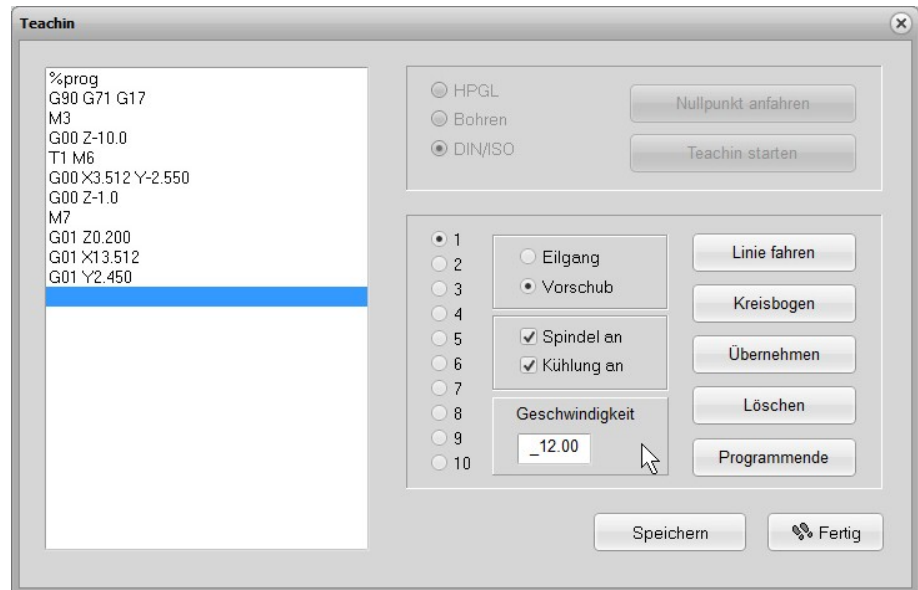 Teachin
%prog
G90 G71 G17
M3
G00 Z-10.0
T1 M6
G00 X3.512 Y-2.550
G00 Z-1.0
M7
G01 Z0.200
G01 X13.512
G01 Y2.450
HPGL
Bohren
DIN/ISO
Nullpunkt anfahren
Teachin starten
1
2
3
4
5
6
7
8
9
10
Eilgang
Vorschub
Spindel an
Kühlung an
Geschwindigkeit
_12.00
Linie fahren
Kreisbogen
Übernehmen
Löschen
Programmende
Speichern
Fertig